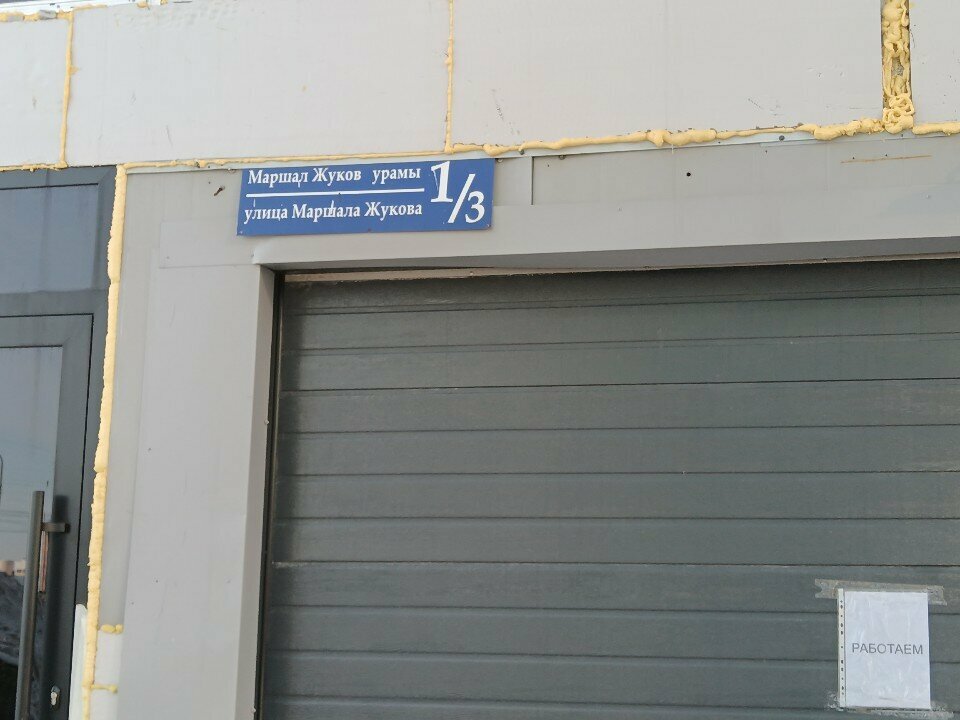 Маршал Жуков урамы
улица Маршала Жукова
1/3
РАБОТАЕМ